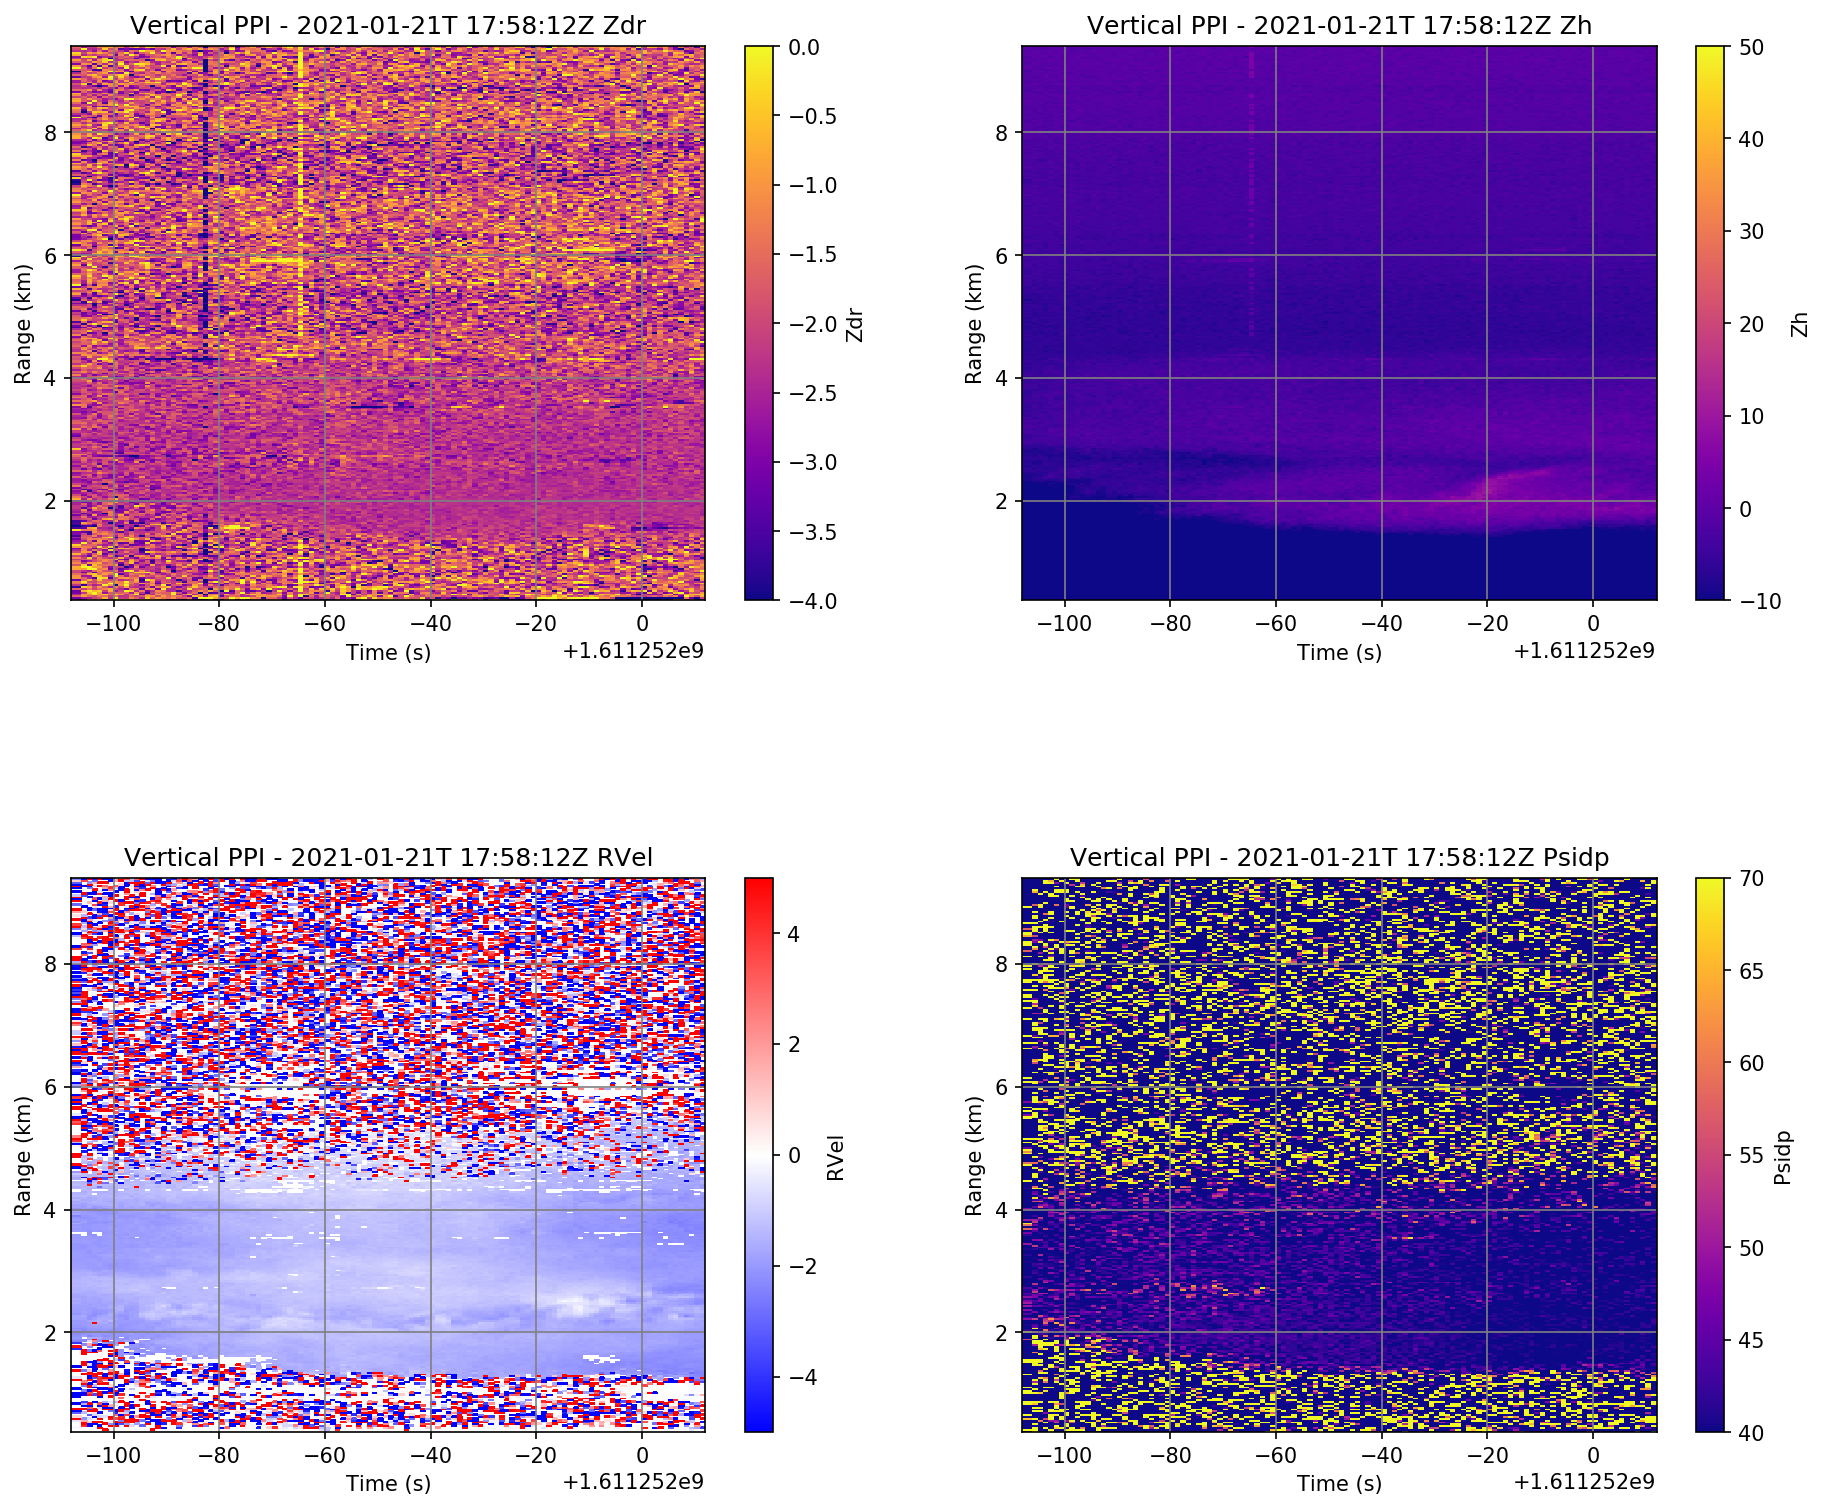 Vertical PPI - 2021-01-21T 17:58:12Z Zdr
Range (km)
8
6
4
2
−100 −80 −60 −40 −20 0
Time (s)
+1.611252e9
0.0
−0.5
−1.0
−1.5
−2.0
−2.5
−3.0
−3.5
−4.0
Zdr
Vertical PPI - 2021-01-21T 17:58:12Z Zh
Range (km)
8
6
4
2
−100 −80 −60 −40 −20 0
Time (s)
+1.611252e9
50
40
30
20
10
0
−10
Zh
Vertical PPI - 2021-01-21T 17:58:12Z RVel
Range (km)
8
6
4
2
−100 −80 −60 −40 −20 0
Time (s)
+1.611252e9
4
2
0
−2
−4
RVel
Vertical PPI - 2021-01-21T 17:58:12Z Psidp
Range (km)
8
6
4
2
−100 −80 −60 −40 −20 0
Time (s)
+1.611252e9
70
65
60
55
50
45
40
Psidp